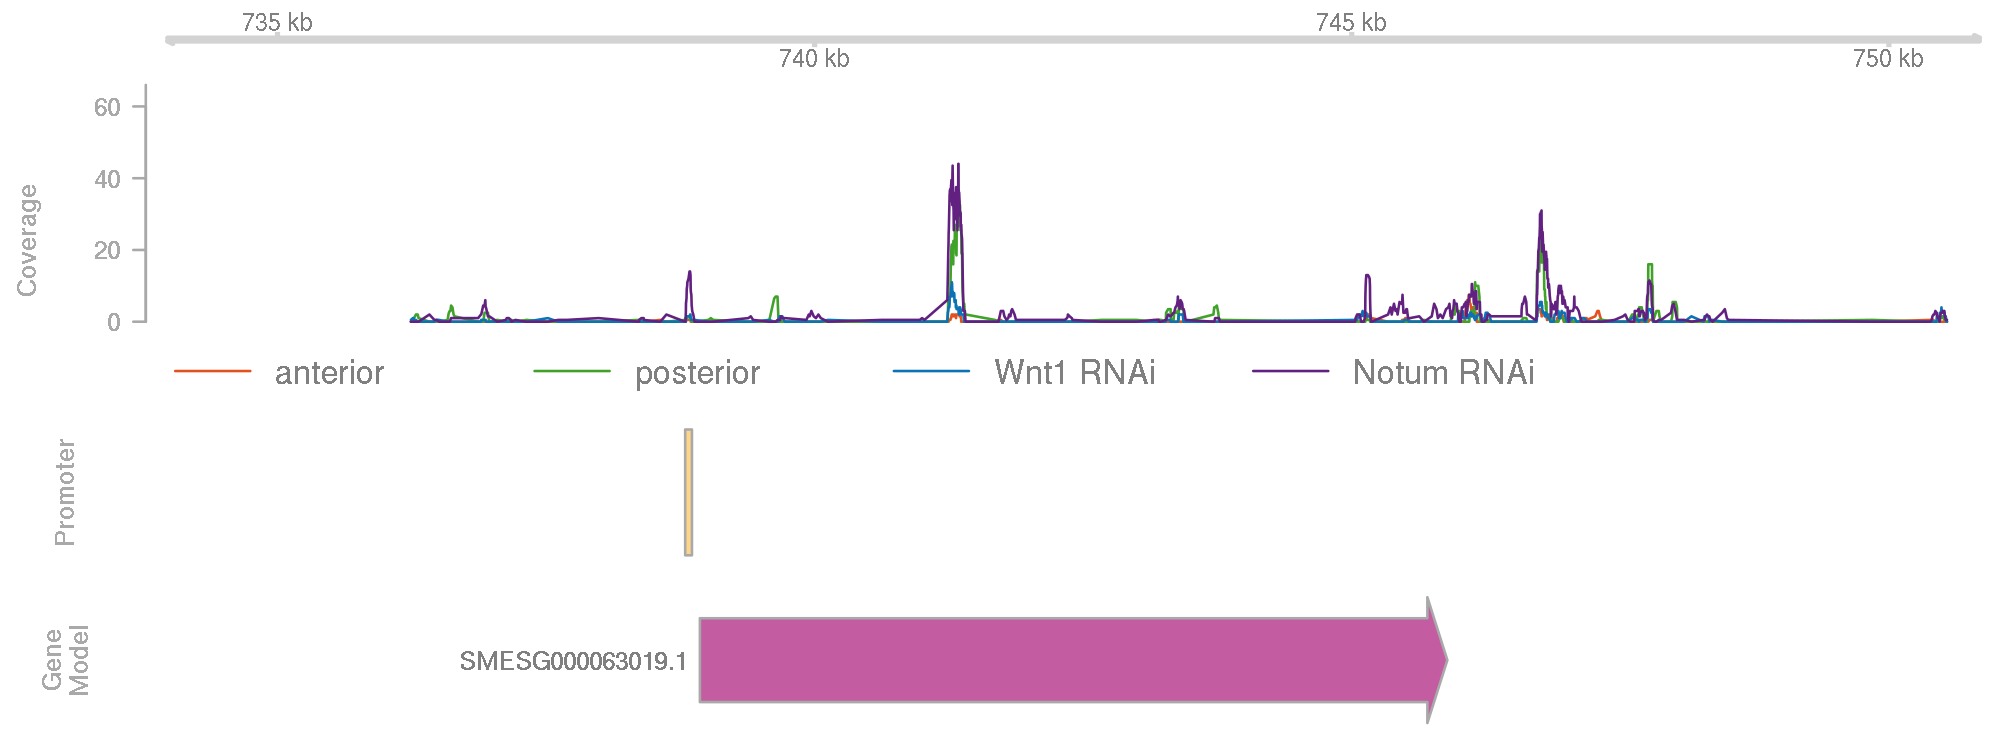 735 kb
745 kb
740 kb
750 kb
60
40
20
0
Coverage
anterior
posterior
Wnt1 RNAi
Notum RNAi
Promoter
SMESG000063019.1
Gene
Model